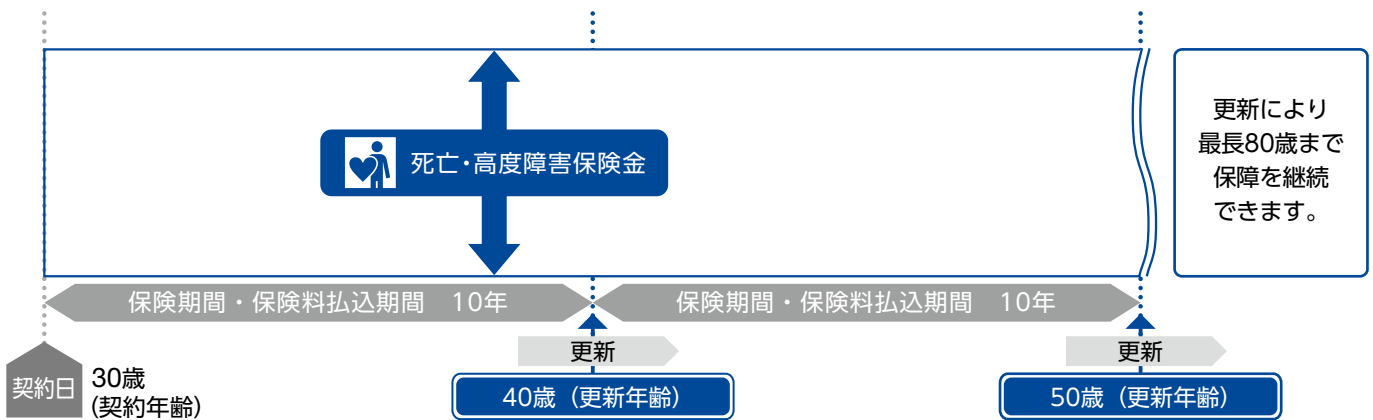 死亡・高度障害保険金
更新により
最長80歳まで
保障を継続
できます。
保険期間・保険料払込期間　10年
保険期間・保険料払込期間　10年
契約日
30歳
(契約年齢)
更新
40歳（更新年齢）
更新
50歳（更新年齢）